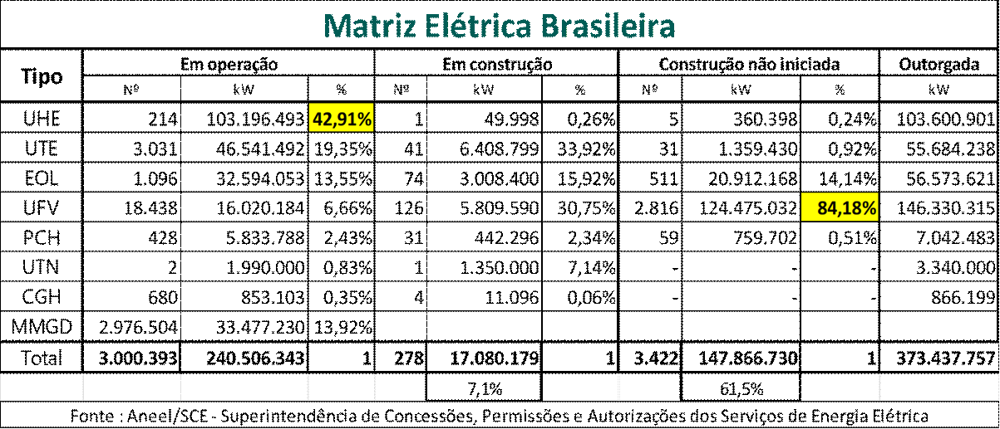 Matriz Elétrica Brasileira
Tipo Em operação Em construção Construção não iniciada Outorgada
Nº kW % Nº kW % Nº kW % kW
UHE 214 103.196.493 42,91% 1 49.998 0,26% 5 360.398 0,24% 103.600.901
UTE 3.031 46.541.492 19,35% 41 6.408.799 33,92% 31 1.359.430 0,92% 55.684.238
EOL 1.096 32.594.053 13,55% 74 3.008.400 15,92% 511 20.912.168 14,14% 56.573.621
UFV 18.438 16.020.184 6,66% 126 5.809.590 30,75% 2.816 124.475.032 84,18% 146.330.315
PCH 428 5.833.788 2,43% 31 442.296 2,34% 59 759.702 0,51% 7.042.483
UTN 2 1.990.000 0,83% 1 1.350.000 7,14% - - - 3.340.000
CGH 680 853.103 0,35% 4 11.096 0,06% - - - 866.199
MMGD 2.976.504 33.477.230 13,92%
Total 3.000.393 240.506.343 1 278 17.080.179 1 3.422 147.866.730 1 373.437.757
7,1% 61,5%
Fonte : Aneel/SCE - Superintendência de Concessões, Permissões e Autorizações dos Serviços de Energia Elétrica